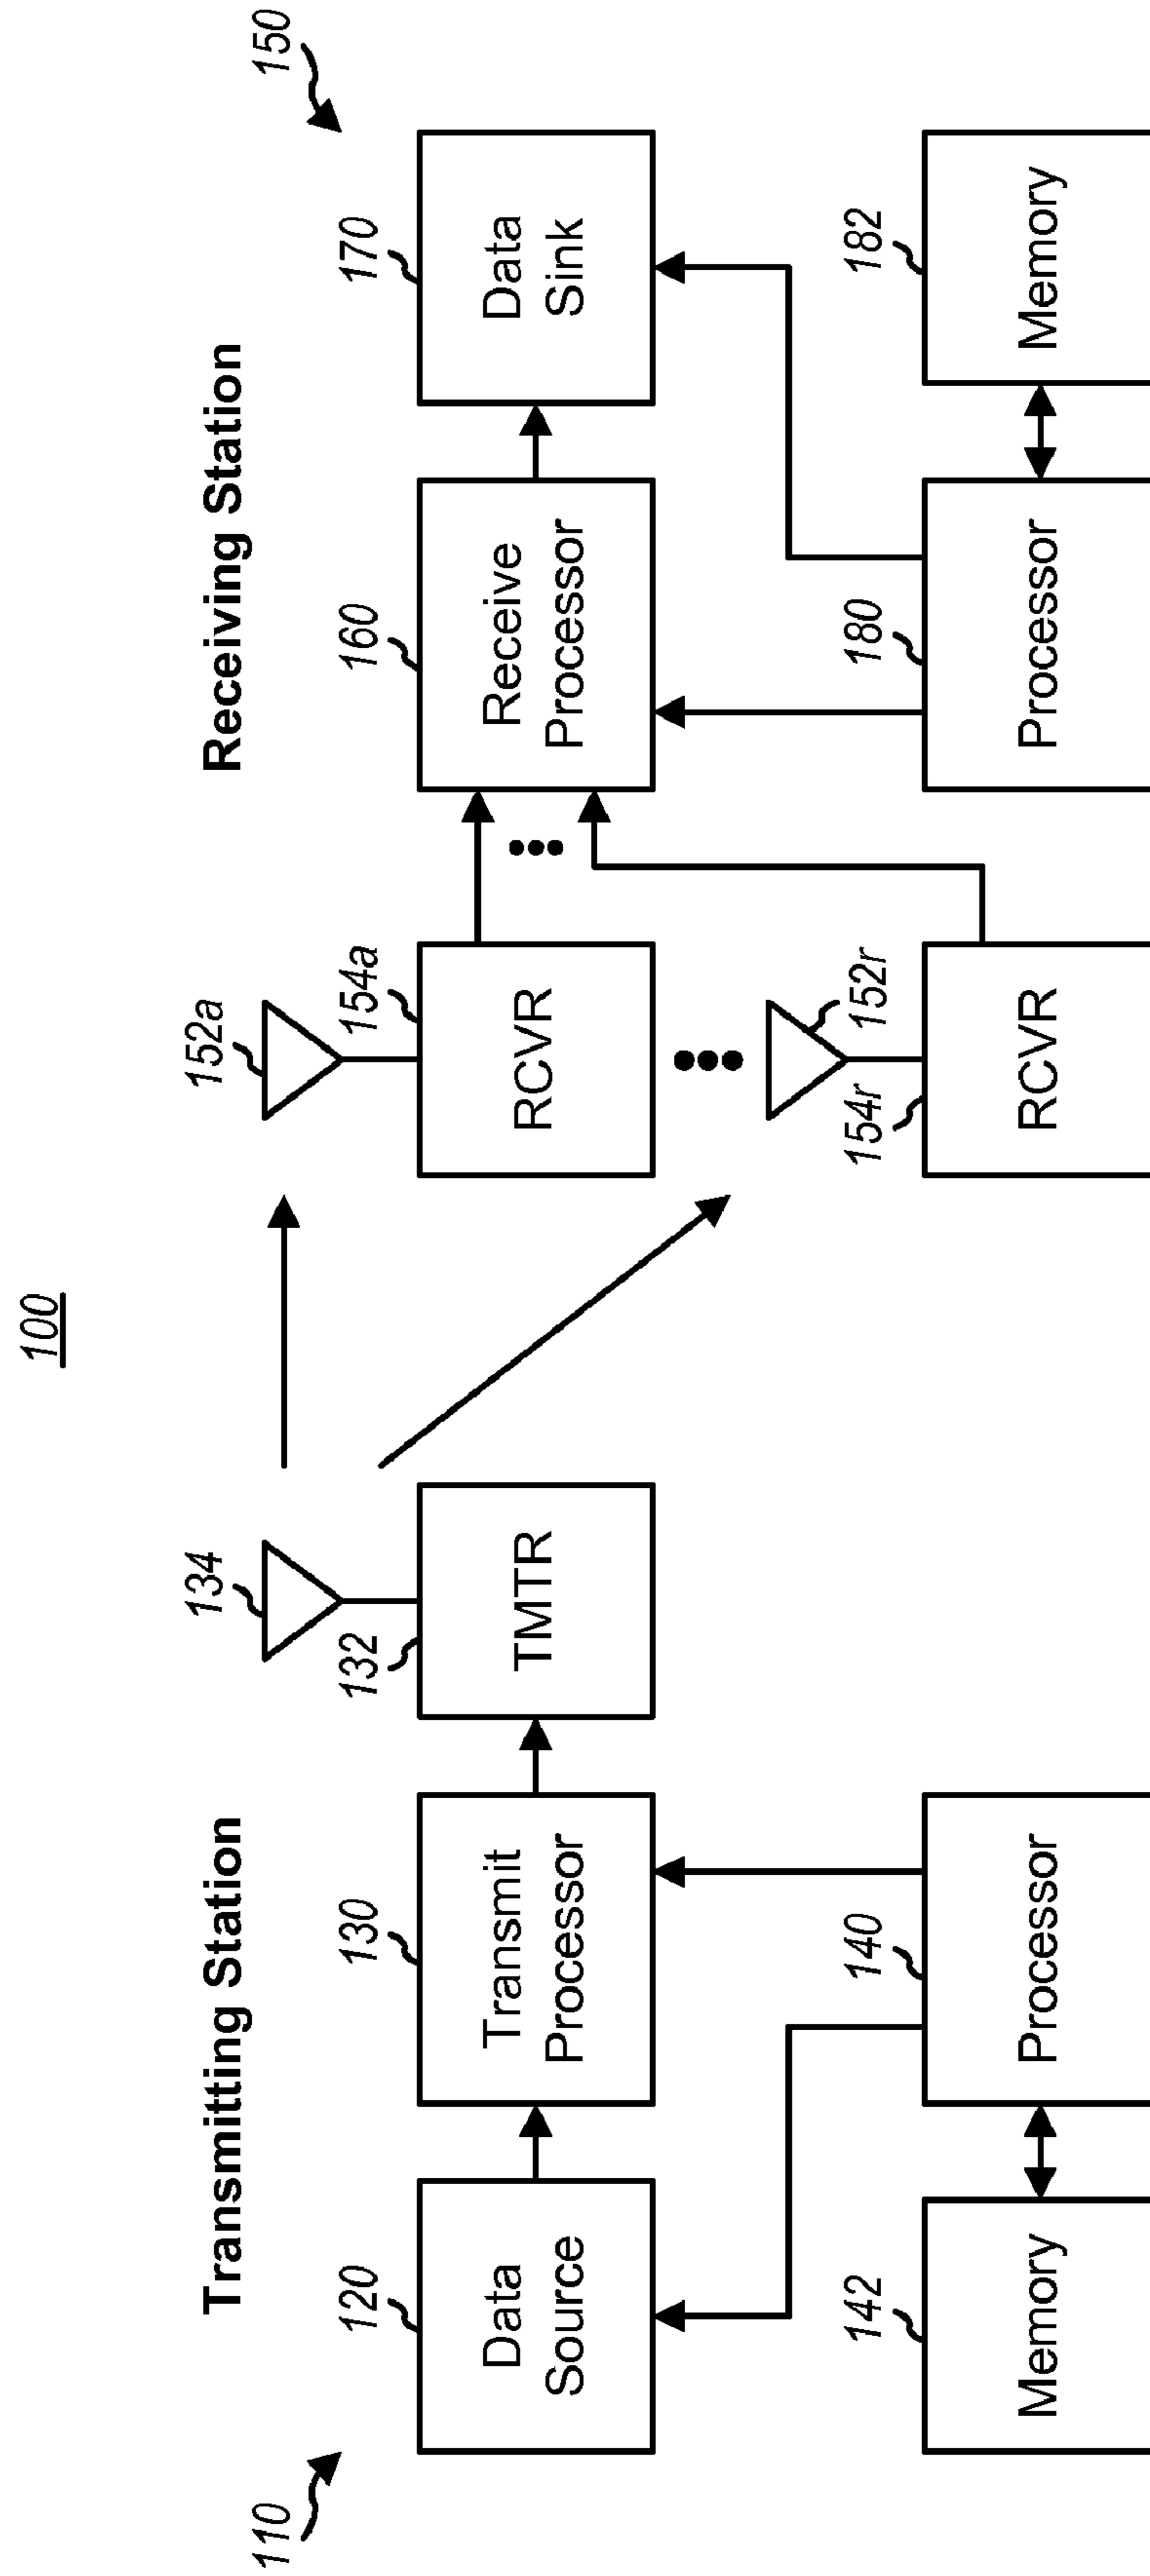 100
Transmitting Station
Receiving Station
110
150
134
152a
120
130
132
154a
160
170
Data
Source
Transmit
Processor
TMTR
RCVR
Receive
Processor
Data
Sink
152r
142
140
154r
180
182
Memory
Processor
RCVR
Processor
Memory